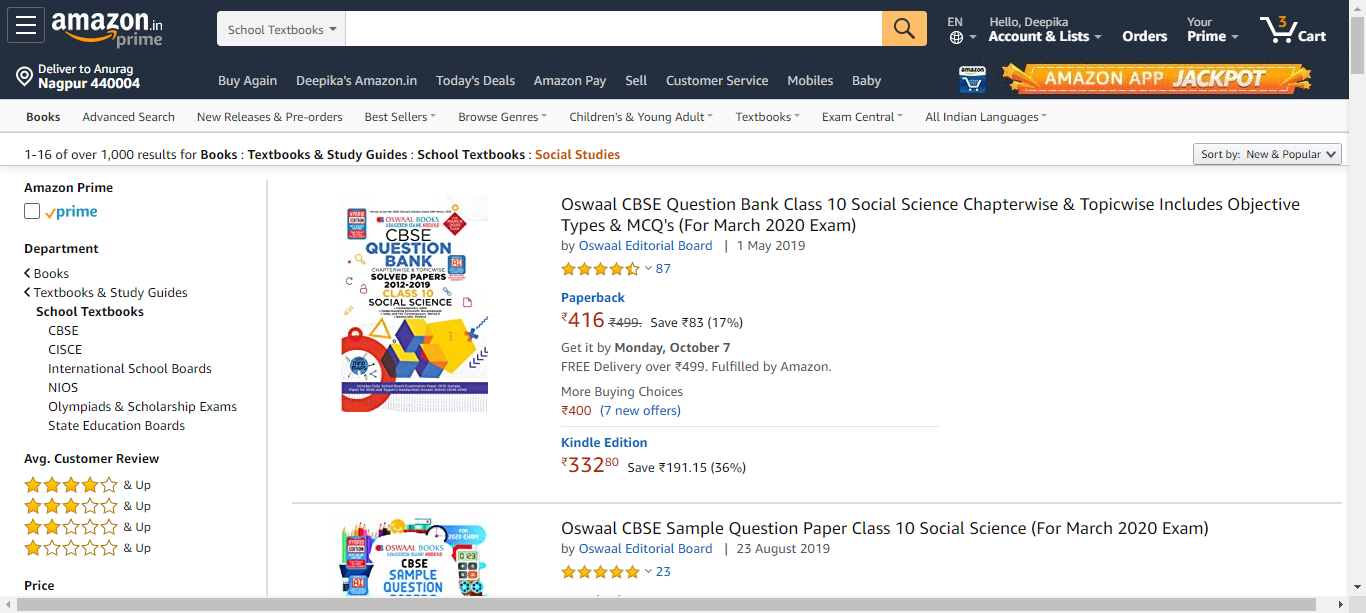 amazon.in
prime
School Textbooks
EN
Hello, Deepika
Account & Lists
Orders
Your
Prime
3
Cart
Deliver to Anurag
Nagpur 440004
Buy Again
Deepika's Amazon.in
Today's Deals
Amazon Pay
Sell
Customer Service
Mobiles
Baby
amazon
AMAZON APP JACKPOT
Books
Advanced Search
New Releases & Pre-orders
Best Sellers
Browse Genres
Children's & Young Adult
Textbooks
Exam Central
All Indian Languages
1-16 of over 1,000 results for Books : Textbooks & Study Guides : School Textbooks : Social Studies
Sort by: New & Popular
Amazon Prime
prime
Department
Books
Textbooks & Study Guides
School Textbooks
CBSE
CISCE
International School Boards
NIOS
Olympiads & Scholarship Exams
State Education Boards
Avg. Customer Review
& Up
& Up
& Up
& Up
Price
OSWAAL BOOKS
CBSE
QUESTION
BANK
CHAPTERWISE & TOPICWISE
SOLVED PAPERS
2012-2019
CLASS 10
SOCIAL SCIENCE
Oswaal CBSE Question Bank Class 10 Social Science Chapterwise & Topicwise Includes Objective
Types & MCQ's (For March 2020 Exam)
by Oswaal Editorial Board | 1 May 2019
87
Paperback
₹416 ₹499. Save ₹83 (17%)
Get it by Monday, October 7
FREE Delivery over ₹499. Fulfilled by Amazon.
More Buying Choices
₹400 (7 new offers)
Kindle Edition
₹33280 Save ₹191.15 (36%)
FOR
2020 EXAM
OSWAAL BOOKS
CBSE
SAMPLE
QUESTION
Oswaal CBSE Sample Question Paper Class 10 Social Science (For March 2020 Exam)
by Oswaal Editorial Board | 23 August 2019
23